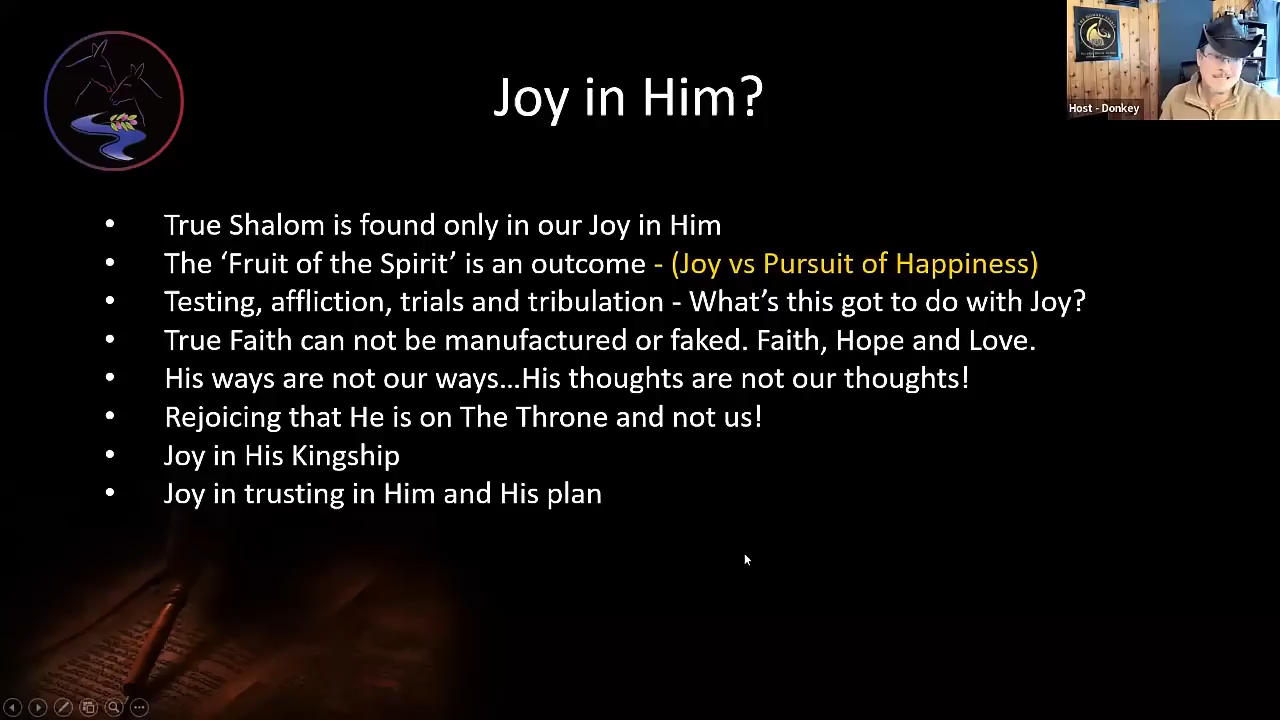 Joy in Him?
Host - Donkey
• True Shalom is found only in our Joy in Him
• The ‘Fruit of the Spirit’ is an outcome - (Joy vs Pursuit of Happiness)
• Testing, affliction, trials and tribulation - What’s this got to do with Joy?
• True Faith can not be manufactured or faked. Faith, Hope and Love.
• His ways are not our ways…His thoughts are not our thoughts!
• Rejoicing that He is on The Throne and not us!
• Joy in His Kingship
• Joy in trusting in Him and His plan